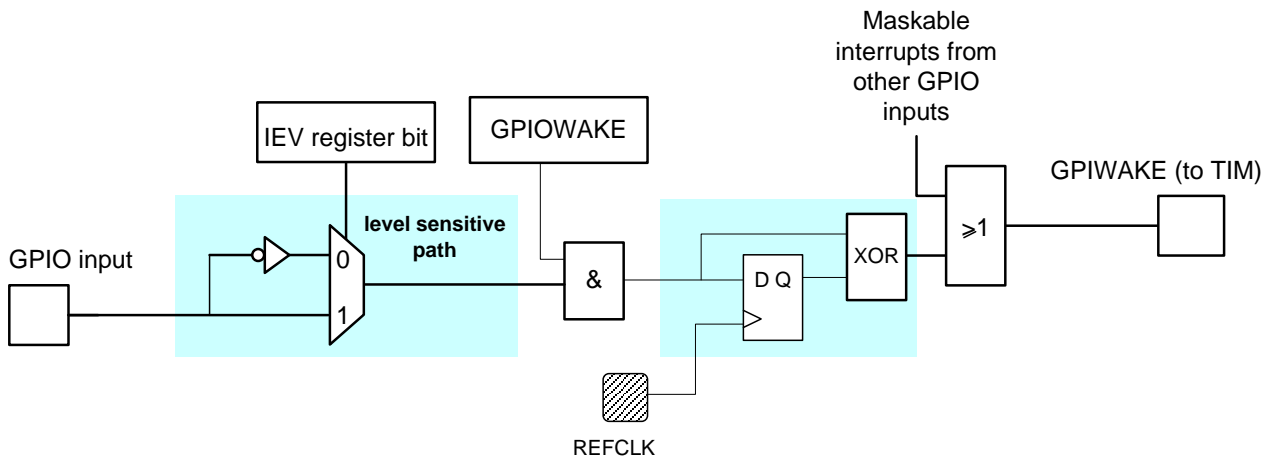 Maskable
interrupts from
other GPIO
inputs
IEV register bit
GPIOWAKE
GPIWAKE (to TIM)
level sensitive
path
GPIO input
0
1
&
D Q
XOR
⩾1
REFCLK